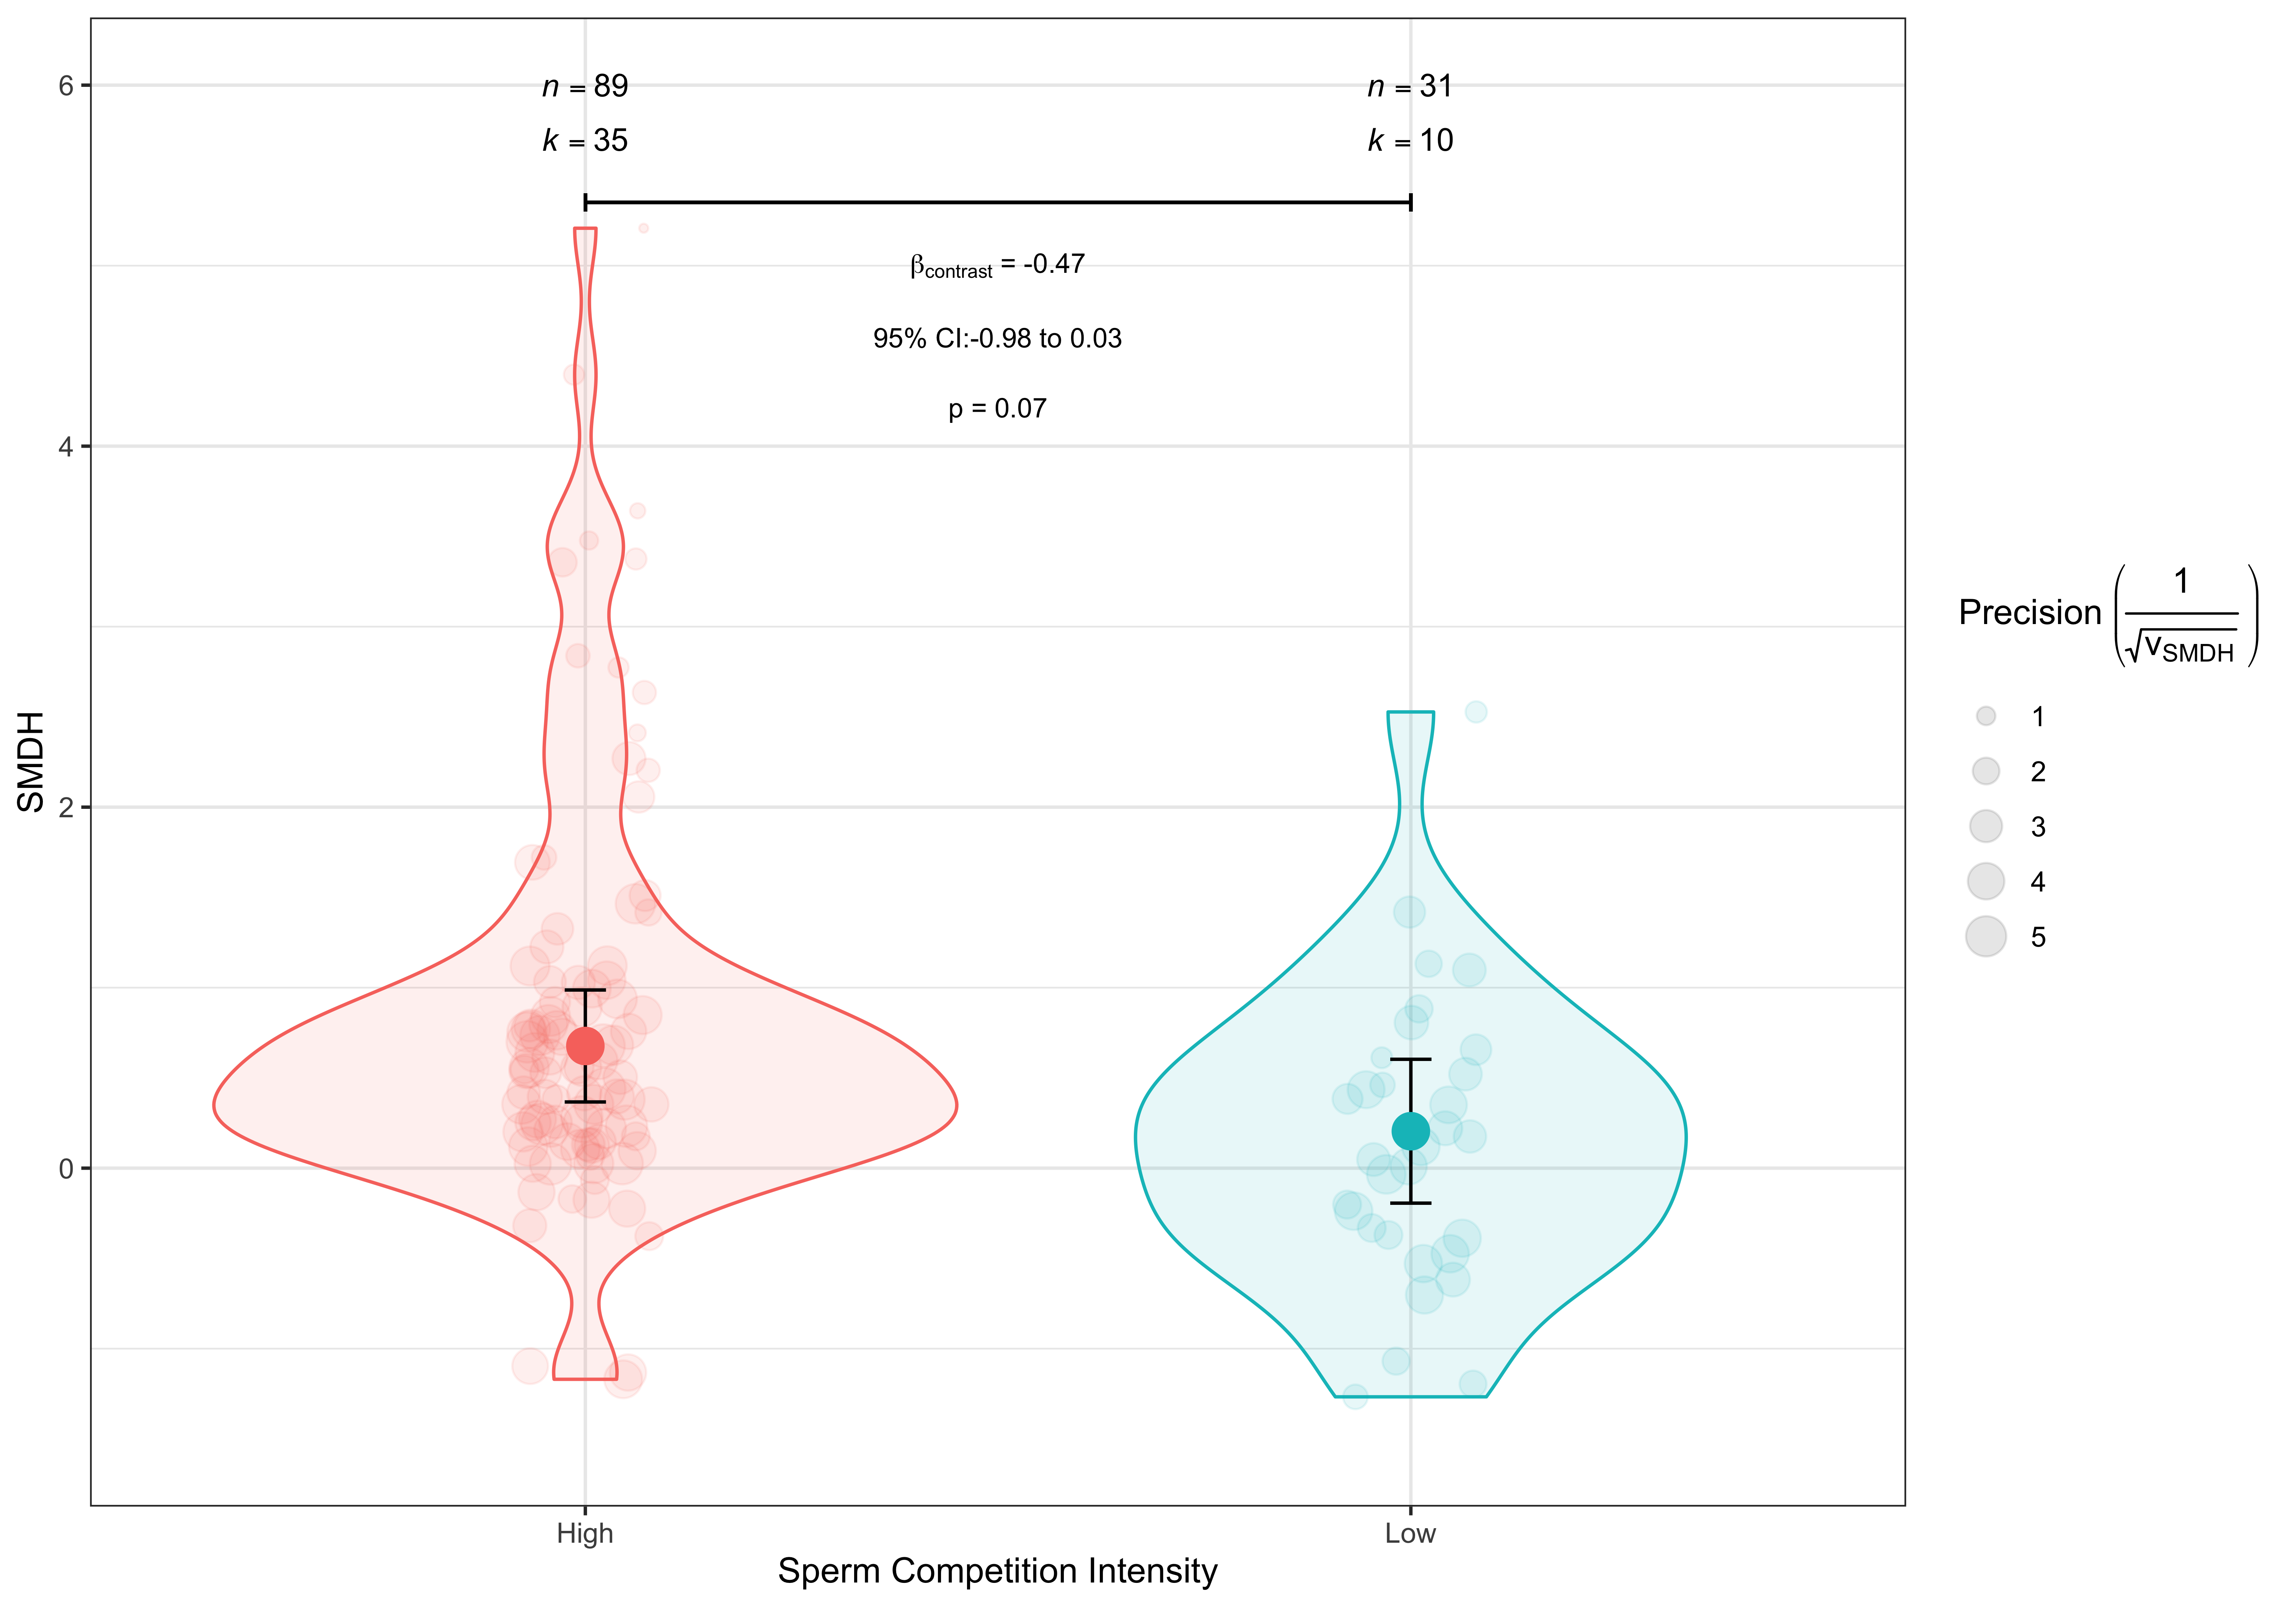 n = 89
n = 31
k = 35
k = 10
βcontrast = -0.47
95% CI:-0.98 to 0.03
p = 0.07
6
4
2
0
SMDH
High
Low
Sperm Competition Intensity
Precision (1/√vSMDH)
1
2
3
4
5